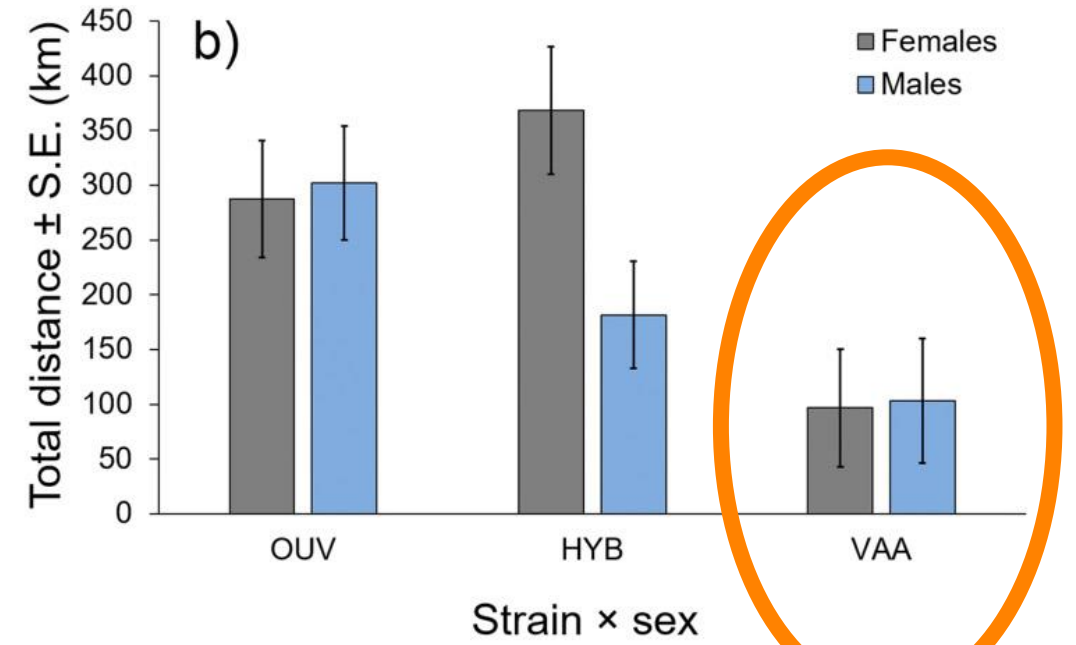 b)
Females
Males
Total distance ± S.E. (km)
450
400
350
300
250
200
150
100
50
0
OUV HYB VAA
Strain × sex